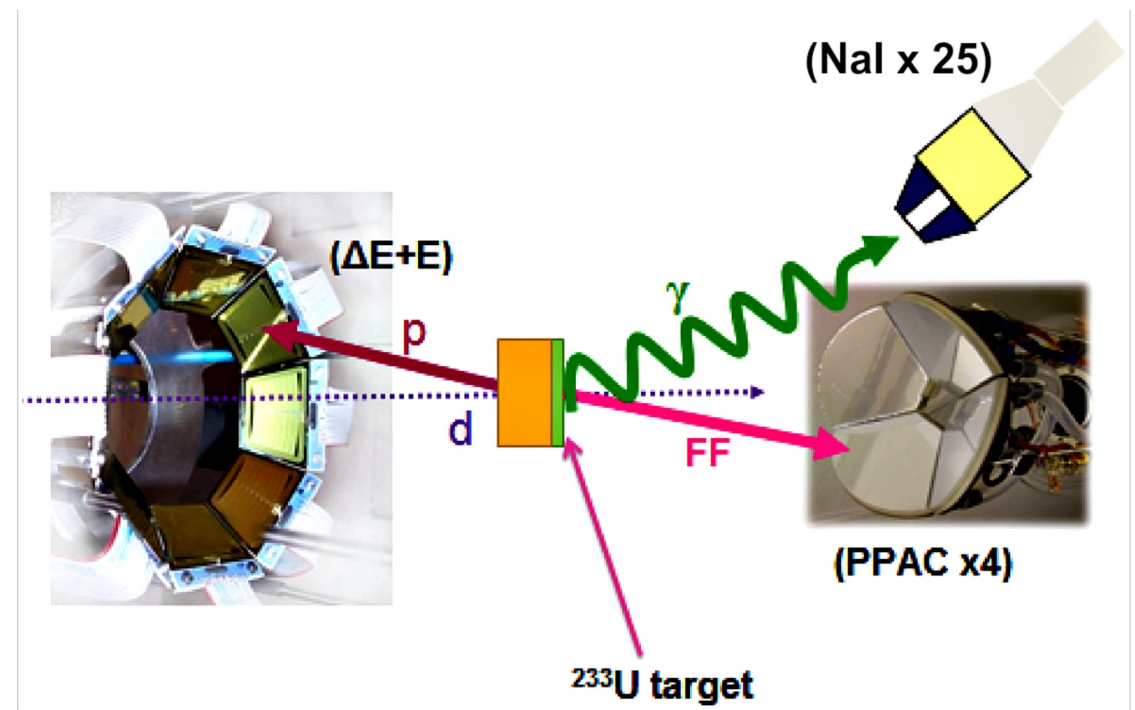 (NaI x 25)
(ΔE+E)
γ
p
d
FF
(PPAC x4)
²³³U target